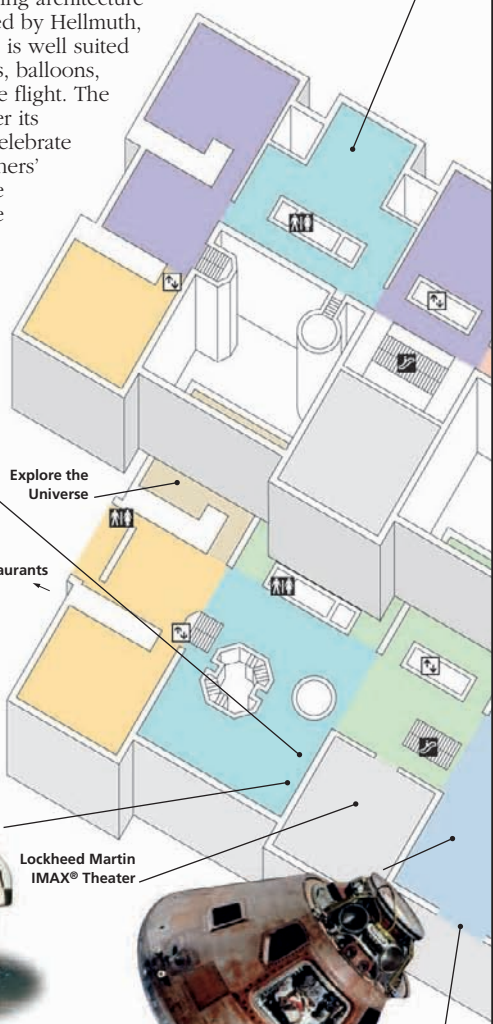 ing architecture
ed by Hellmuth,
is well suited
s, balloons,
e flight. The
er its
elebrate
ners’
e
e
Explore the
Universe
aurants
Lockheed Martin
IMAX® Theater